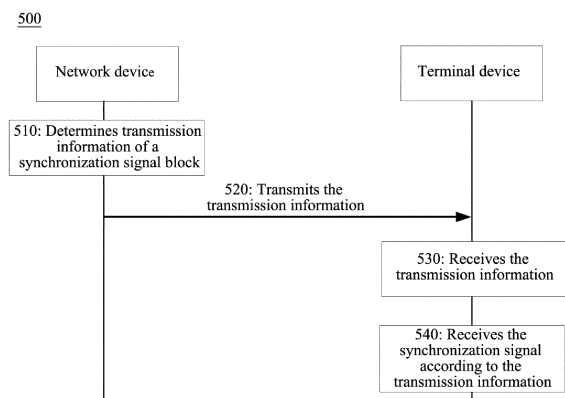 500
Network device
Terminal device
510: Determines transmission
information of a
synchronization signal block
520: Transmits the
transmission information
530: Receives the
transmission information
540: Receives the
synchronization signal
according to the
transmission information